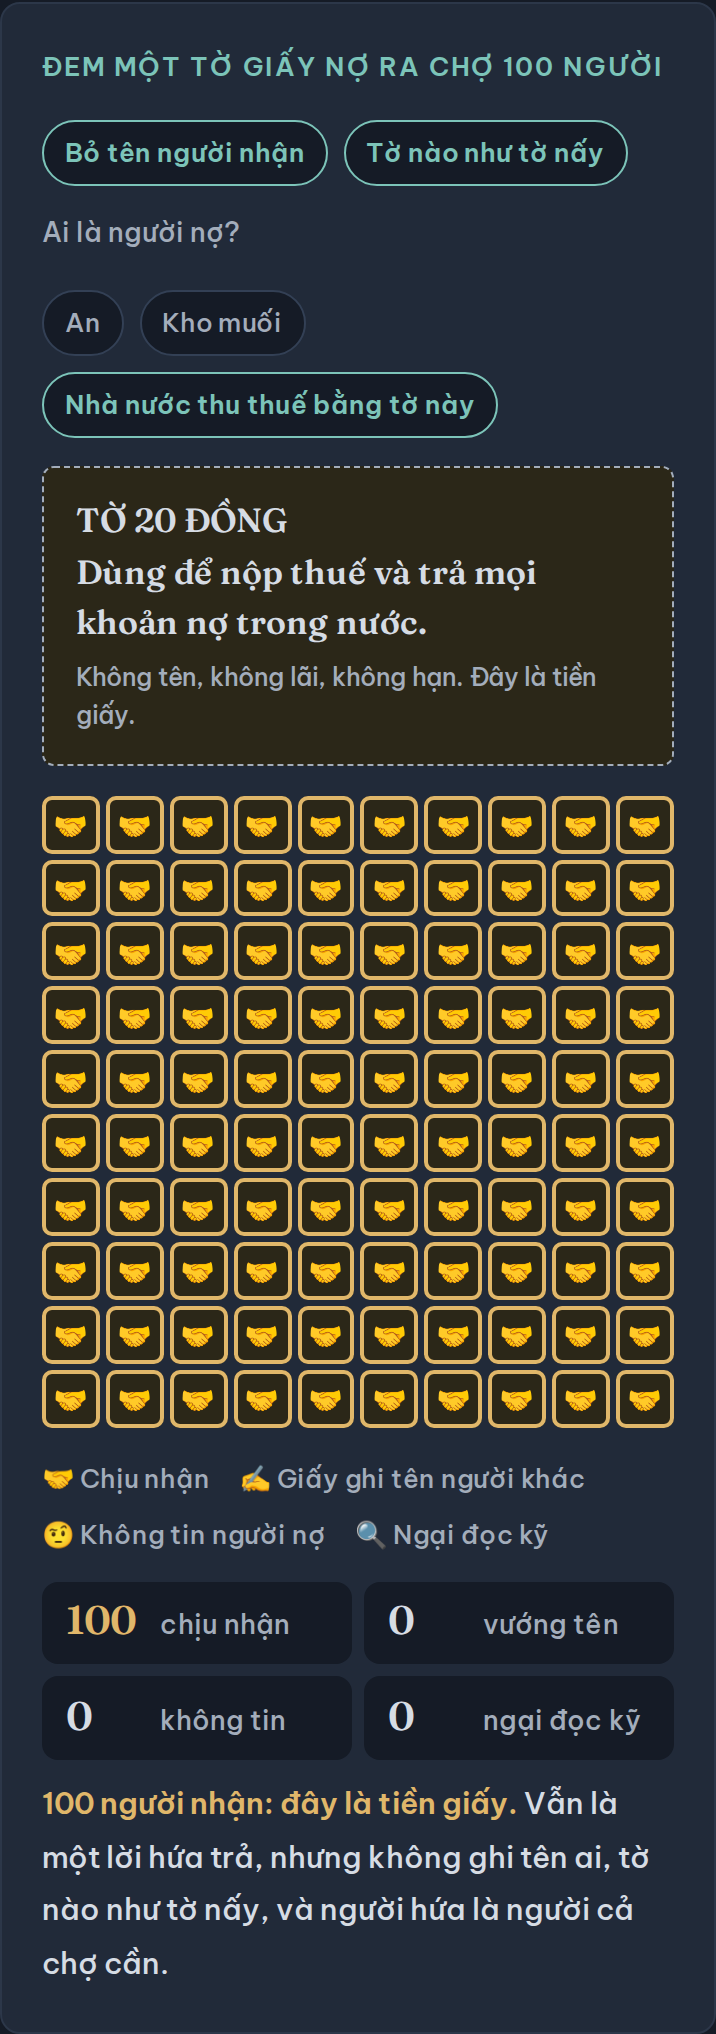 ĐEM MỘT TỜ GIẤY NỢ RA CHỢ 100 NGƯỜI
Bỏ tên người nhận
Tờ nào như tờ nấy
Ai là người nợ?
An
Kho muối
Nhà nước thu thuế bằng tờ này
TỜ 20 ĐỒNG
Dùng để nộp thuế và trả mọi
khoản nợ trong nước.
Không tên, không lãi, không hạn. Đây là tiền
giấy.
🤝 Chịu nhận ✍️ Giấy ghi tên người khác
🤨 Không tin người nợ 🔍 Ngại đọc kỹ
100 chịu nhận
0 vướng tên
0 không tin
0 ngại đọc kỹ
100 người nhận: đây là tiền giấy. Vẫn là
một lời hứa trả, nhưng không ghi tên ai, tờ
nào như tờ nấy, và người hứa là người cả
chợ cần.